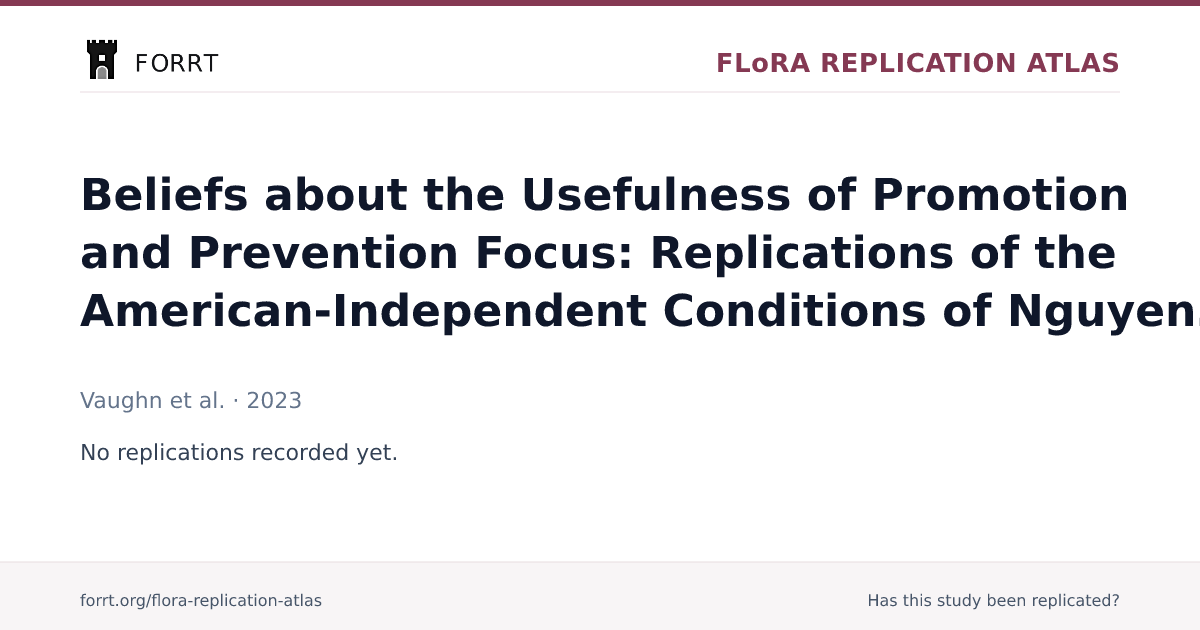 FORRT
FLoRA REPLICATION ATLAS
Beliefs about the Usefulness of Promotion
and Prevention Focus: Replications of the
American-Independent Conditions of Nguyen
Vaughn et al. · 2023
No replications recorded yet.
forrt.org/flora-replication-atlas
Has this study been replicated?